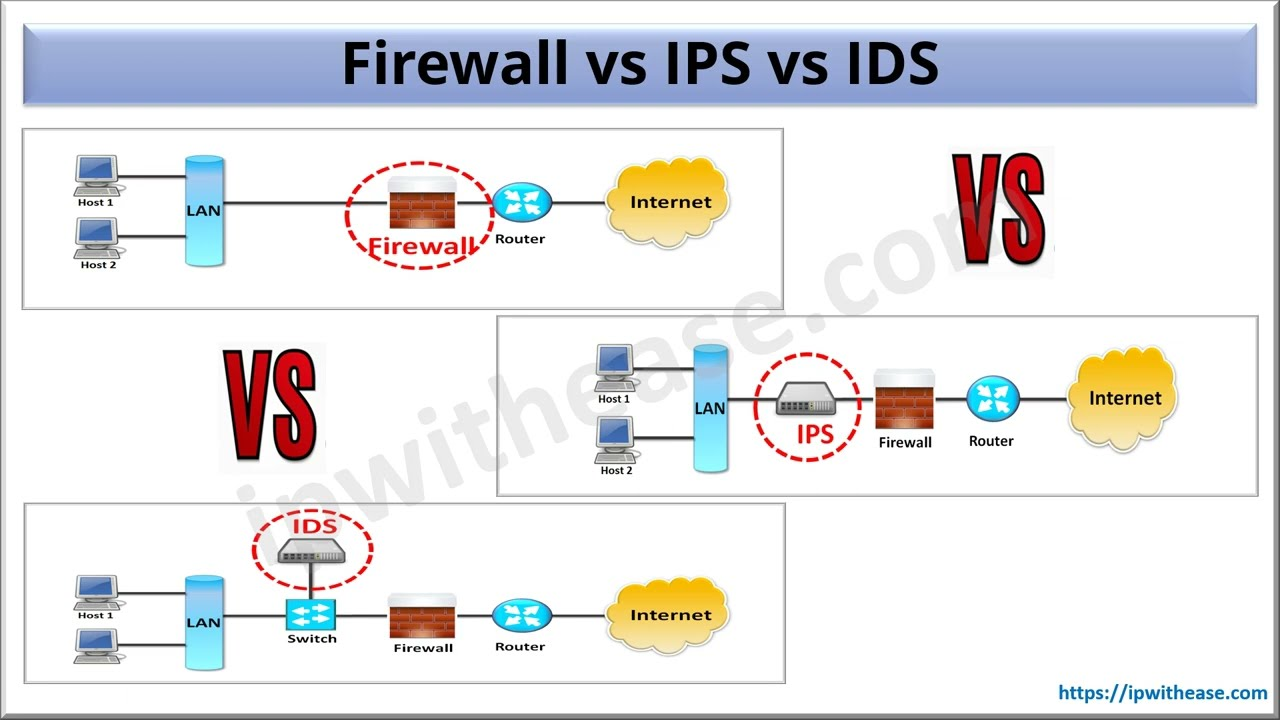 Firewall vs IPS vs IDS
Host 1
LAN
Host 2
Firewall
Router
Internet
VS
VS
Host 1
LAN
Host 2
IPS
Firewall
Router
Internet
IDS
Host 1
LAN
Switch
Firewall
Router
Internet
ipwithease.com
https://ipwithease.com